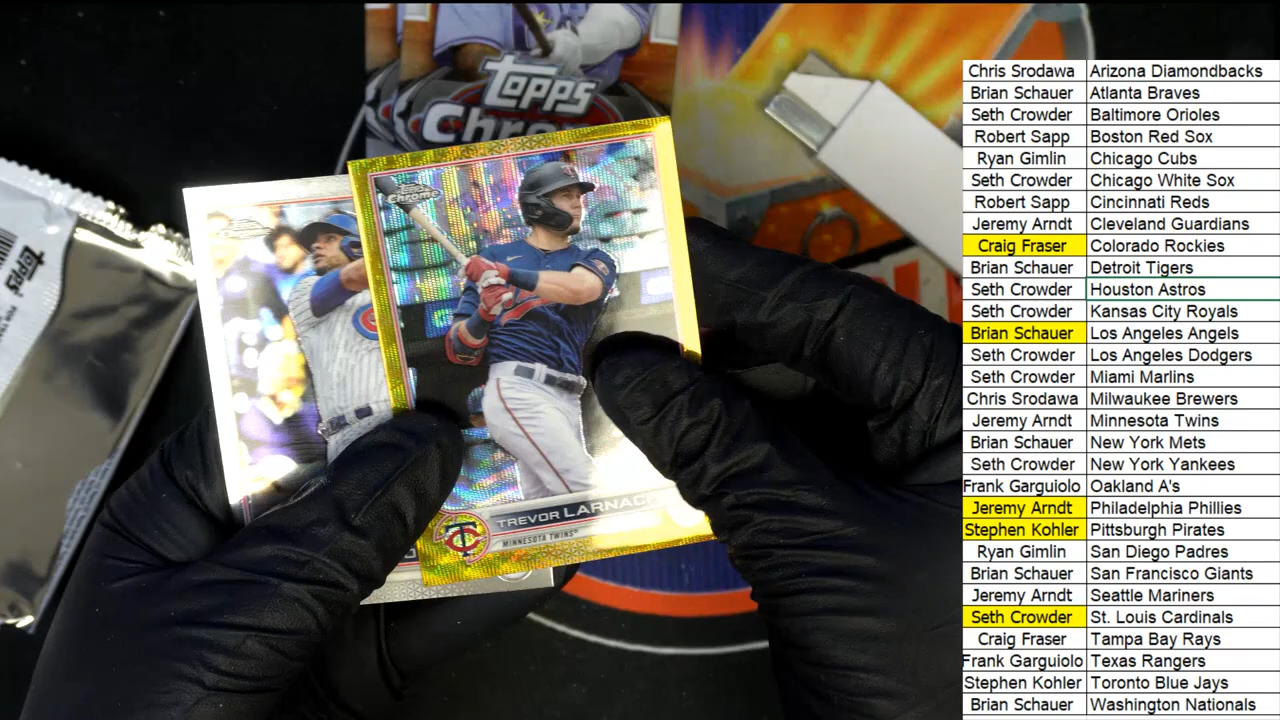 Topps
Chrome
Topps
Topps
Chrome
TREVOR LARNACH
MINNESOTA TWINS
Chris Srodawa Arizona Diamondbacks
Brian Schauer Atlanta Braves
Seth Crowder Baltimore Orioles
Robert Sapp Boston Red Sox
Ryan Gimlin Chicago Cubs
Seth Crowder Chicago White Sox
Robert Sapp Cincinnati Reds
Jeremy Arndt Cleveland Guardians
Craig Fraser Colorado Rockies
Brian Schauer Detroit Tigers
Seth Crowder Houston Astros
Seth Crowder Kansas City Royals
Brian Schauer Los Angeles Angels
Seth Crowder Los Angeles Dodgers
Seth Crowder Miami Marlins
Chris Srodawa Milwaukee Brewers
Jeremy Arndt Minnesota Twins
Brian Schauer New York Mets
Seth Crowder New York Yankees
Frank Garguiolo Oakland A's
Jeremy Arndt Philadelphia Phillies
Stephen Kohler Pittsburgh Pirates
Ryan Gimlin San Diego Padres
Brian Schauer San Francisco Giants
Jeremy Arndt Seattle Mariners
Seth Crowder St. Louis Cardinals
Craig Fraser Tampa Bay Rays
Frank Garguiolo Texas Rangers
Stephen Kohler Toronto Blue Jays
Brian Schauer Washington Nationals